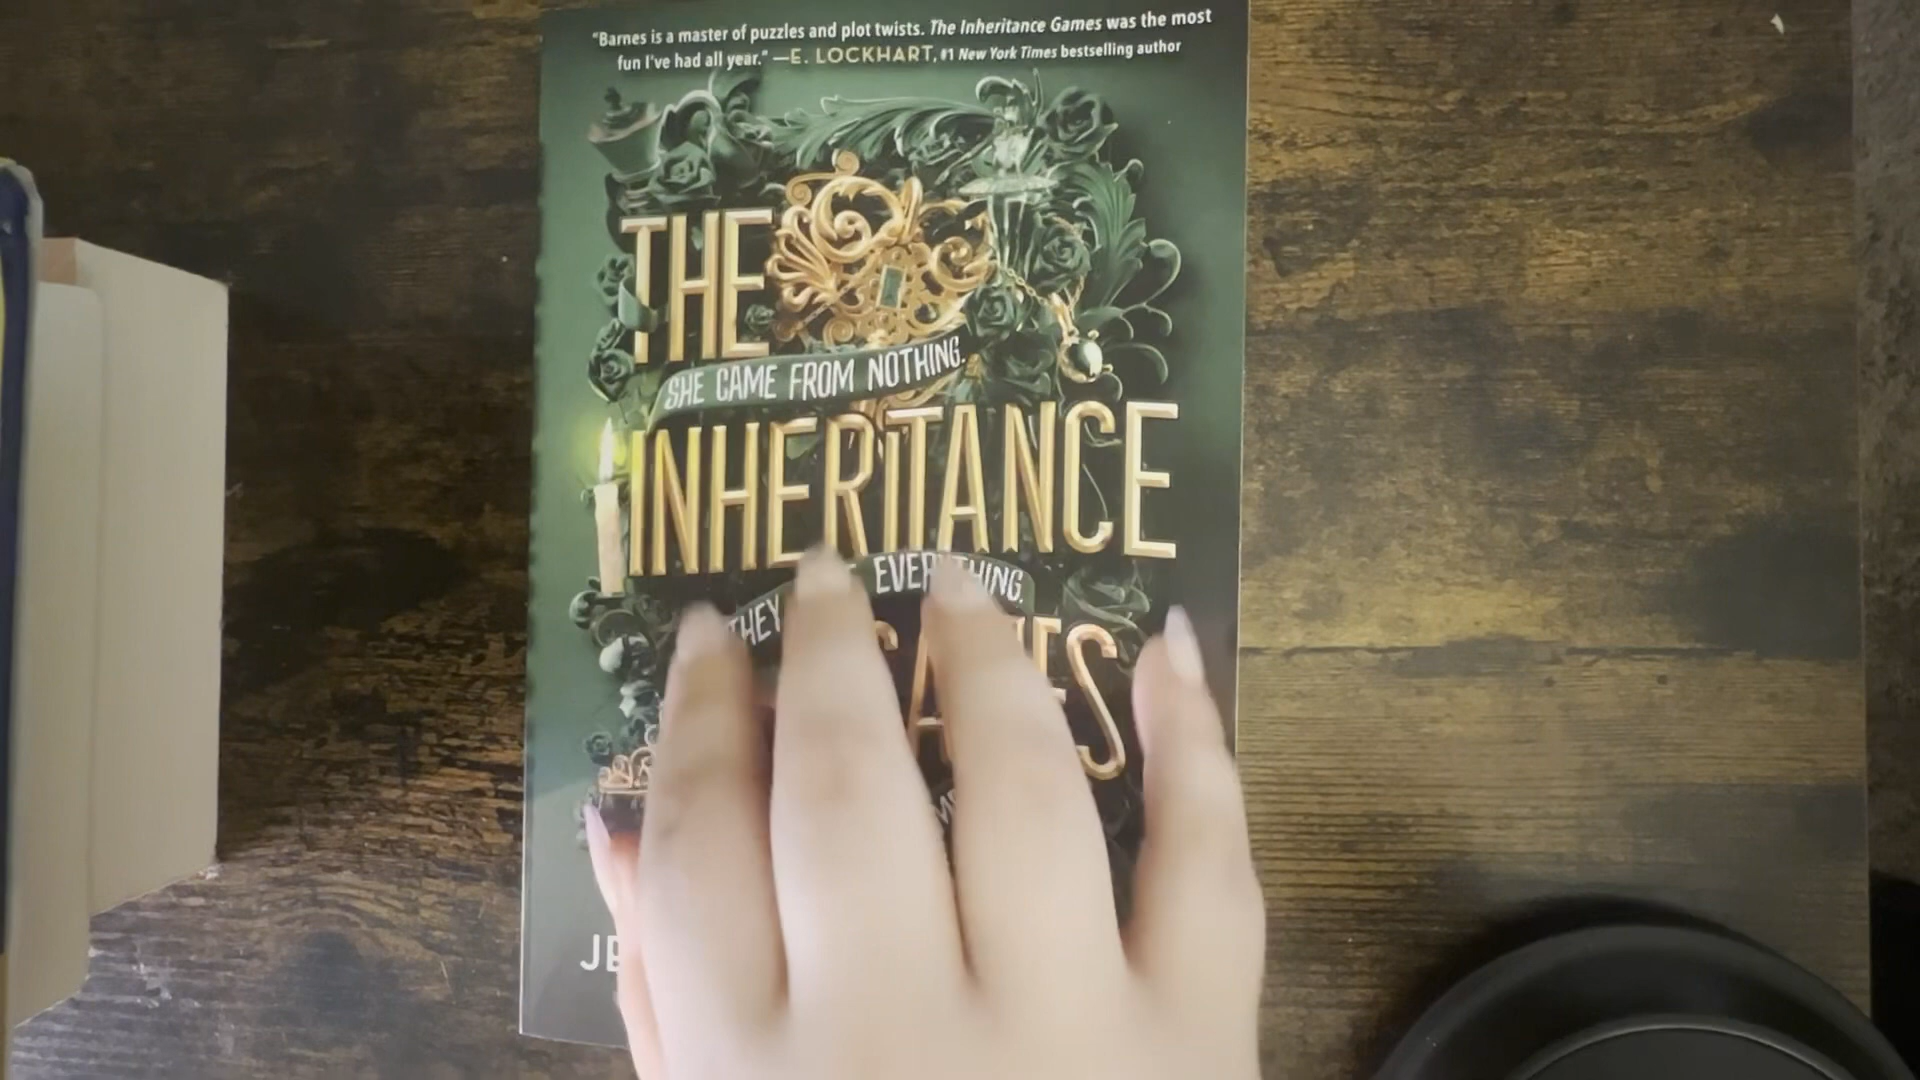 "Barnes is a master of puzzles and plot twists. The Inheritance Games was the most
fun I've had all year." —E. LOCKHART, #1 New York Times bestselling author
THE
SHE CAME FROM NOTHING.
INHERITANCE
THEY EVERYTHING.
GAMES